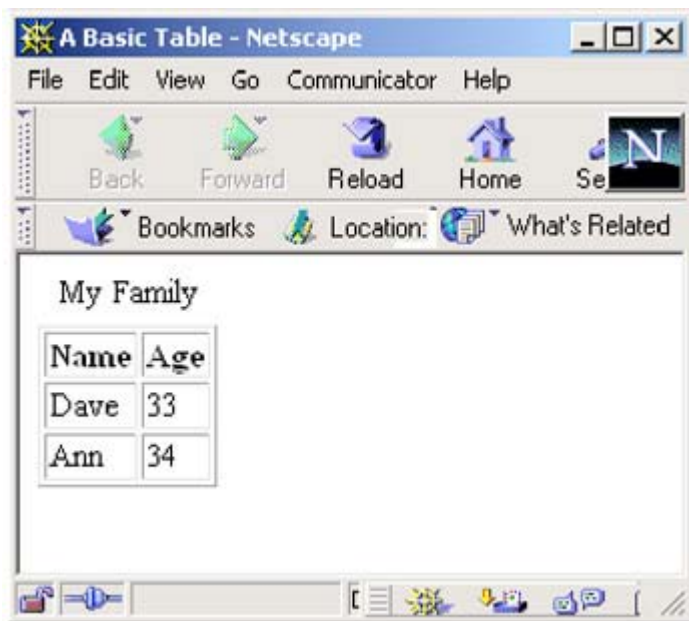 A Basic Table - Netscape
File Edit View Go Communicator Help
N
Back Forward Reload Home Se
Bookmarks Location: What's Related
My Family
Name Age
Dave 33
Ann 34